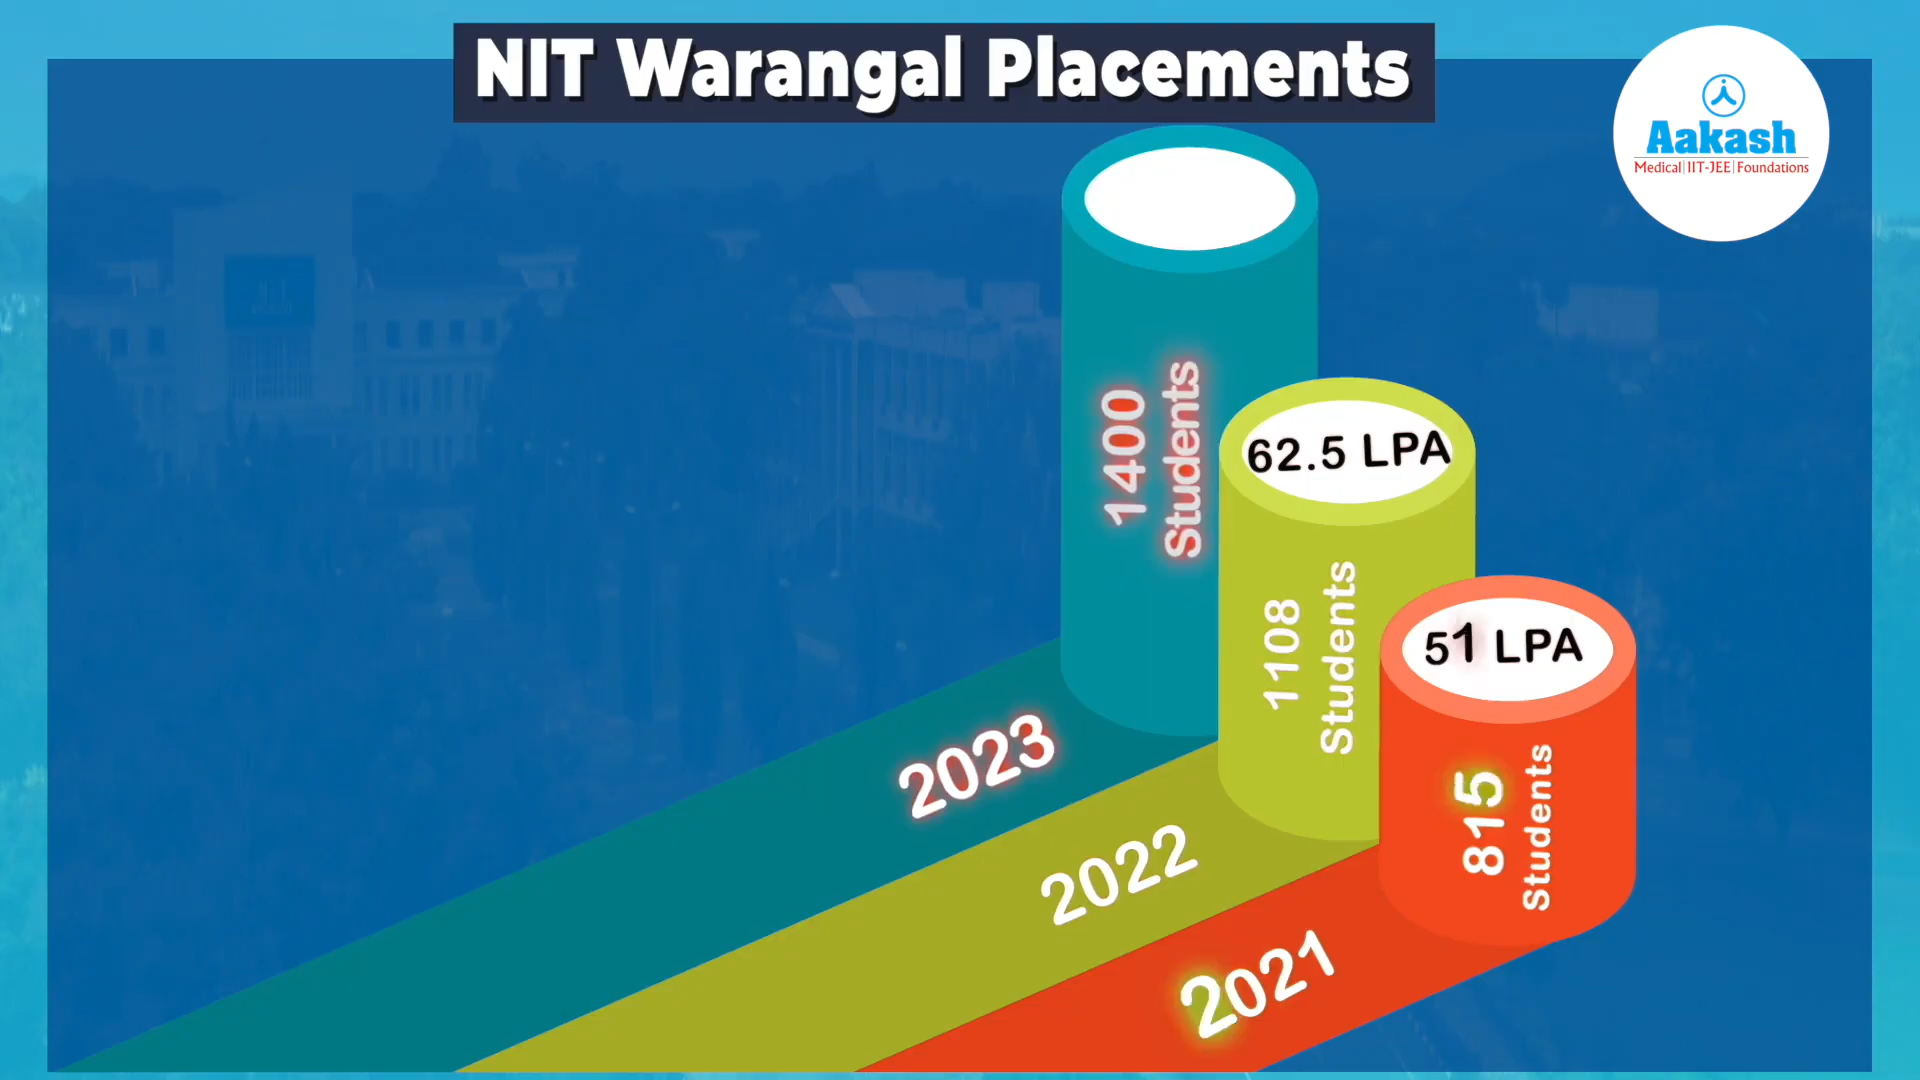 NIT Warangal Placements
Aakash
Medical|IIT-JEE|Foundations
1400
Students
2023
62.5 LPA
1108
Students
2022
51 LPA
815
Students
2021